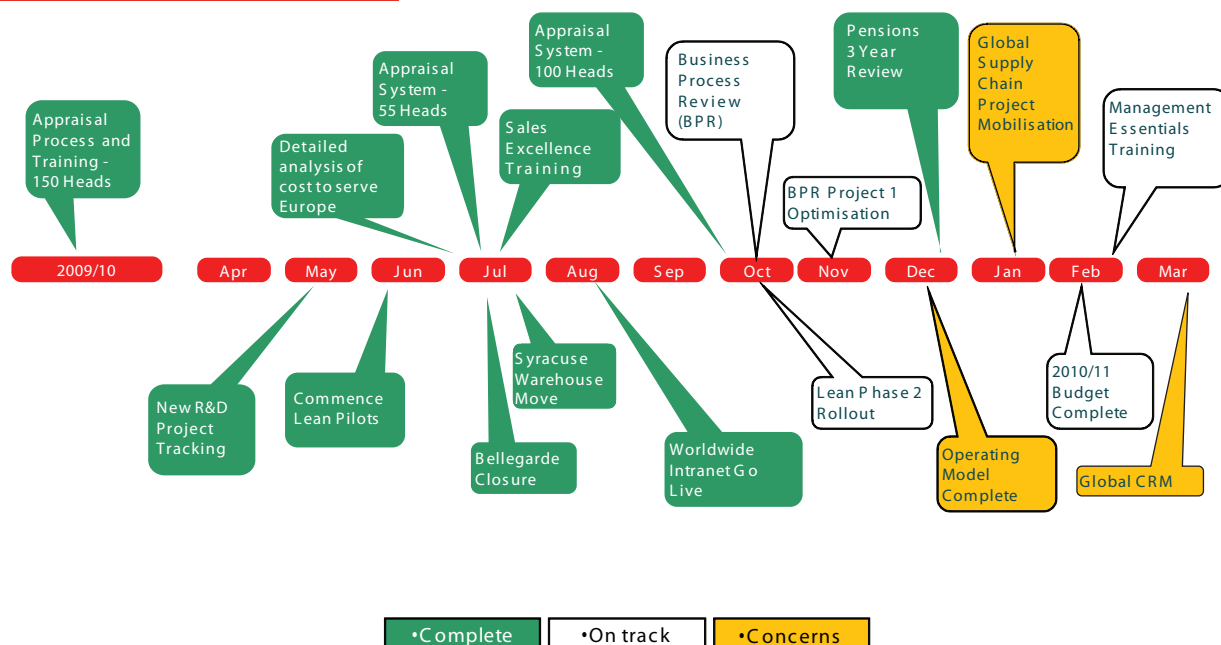 Appraisal
Process and
Training -
150 Heads
Detailed
analysis of
cost to serve
Europe
Appraisal
System -
55 Heads
Sales
Excellence
Training
Appraisal
System -
100 Heads
Business
Process
Review
(BPR)
BPR Project 1
Optimisation
Pensions
3 Year
Review
Global
Supply
Chain
Project
Mobilisation
Management
Essentials
Training
2009/10
Apr
May
Jun
Jul
Aug
Sep
Oct
Nov
Dec
Jan
Feb
Mar
New R&D
Project
Tracking
Commence
Lean Pilots
Bellegarde
Closure
Syracuse
Warehouse
Move
Worldwide
Intranet Go
Live
Lean Phase 2
Rollout
Operating
Model
Complete
2010/11
Budget
Complete
Global CRM
•Complete
•On track
•Concerns